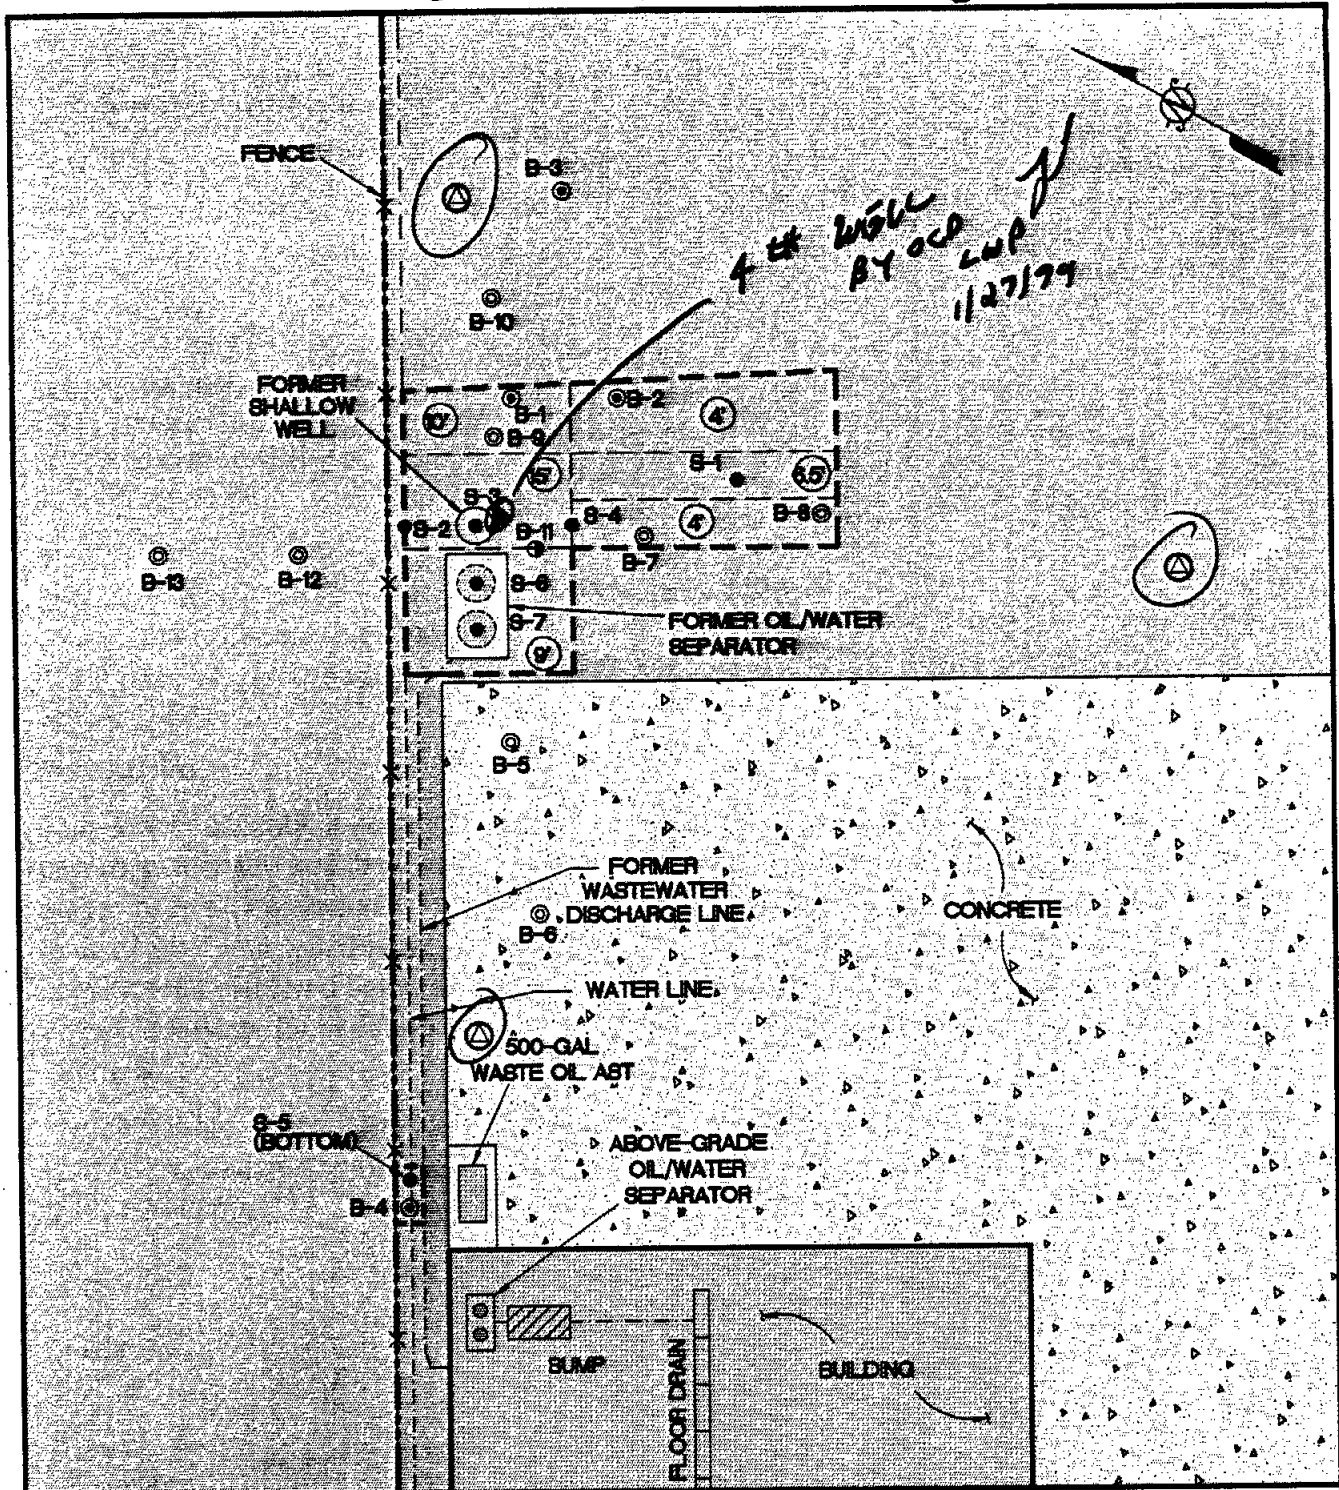 FENCE
B-3
4TH WELL
BY OCD
LWP
1/27/99
B-10
FORMER
SHALLOW
WELL
10'
B-1
B-2
4'
B-9
15'
S-1
6.5'
S-3
S-2
S-4
4'
B-8
B-11
B-7
B-13
B-12
S-6
S-7
FORMER OIL/WATER
SEPARATOR
9'
B-5
FORMER
WASTEWATER
DISCHARGE LINE
B-6
CONCRETE
WATER LINE
500-GAL
WASTE OIL AST
S-5
(BOTTOM)
ABOVE-GRADE
OIL/WATER
SEPARATOR
B-4
SUMP
FLOOR DRAIN
BUILDING